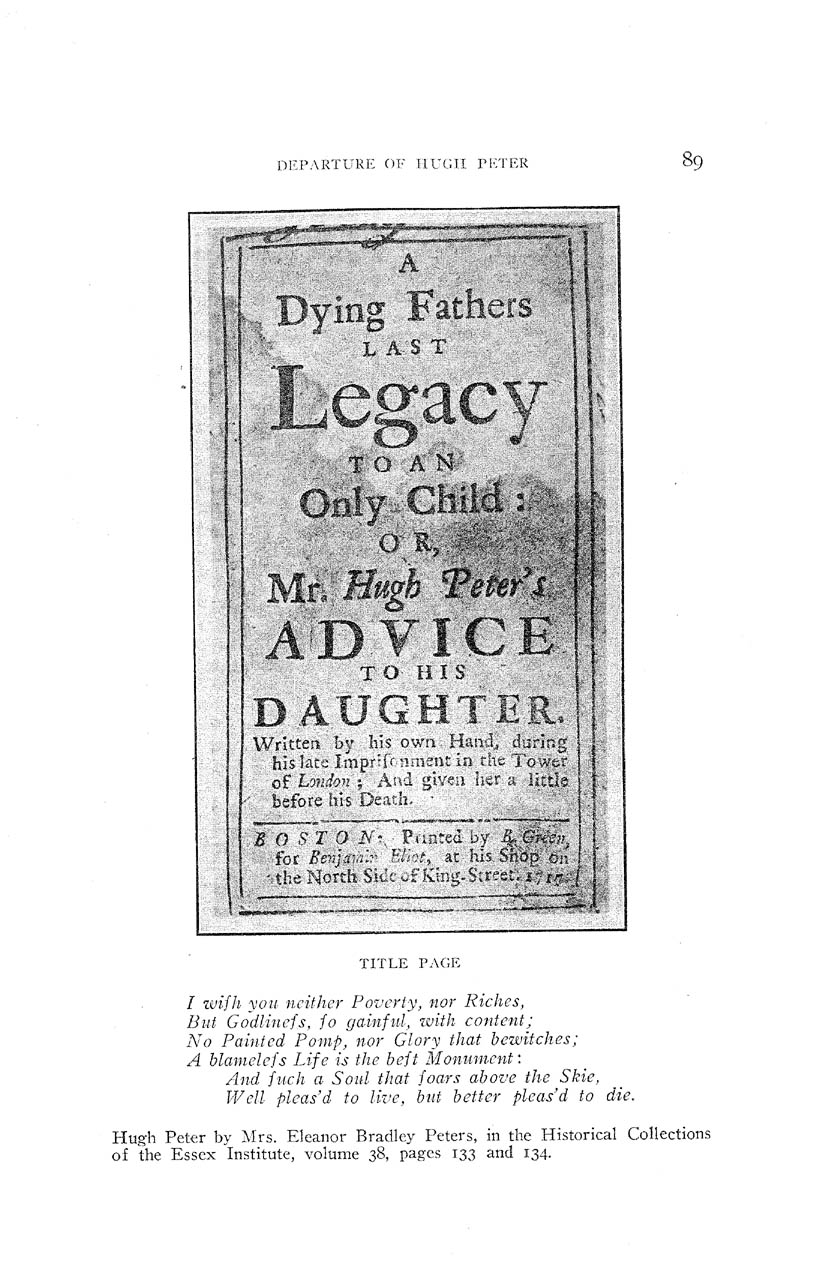 DEPARTURE OF HUGH PETER 89
A
Dying Fathers
LAST
Legacy
TO AN
Only Child :
OR,
Mr. Hugh Peter's
ADVICE
TO HIS
DAUGHTER.
Written by his own Hand, during
his late Impriſonment in the Tower
of London ; And given her a little
before his Death.
BOSTON: Printed by B. Green,
for Benjamin Eliot, at his Shop on
the North Side of King-Street. 1717.
TITLE PAGE
I wiſh you neither Poverty, nor Riches,
But Godlineſs, ſo gainful, with content;
No Painted Pomp, nor Glory that bewitches;
A blameleſs Life is the beſt Monument:
And ſuch a Soul that ſoars above the Skie,
Well pleas'd to live, but better pleas'd to die.
Hugh Peter by Mrs. Eleanor Bradley Peters, in the Historical Collections
of the Essex Institute, volume 38, pages 133 and 134.